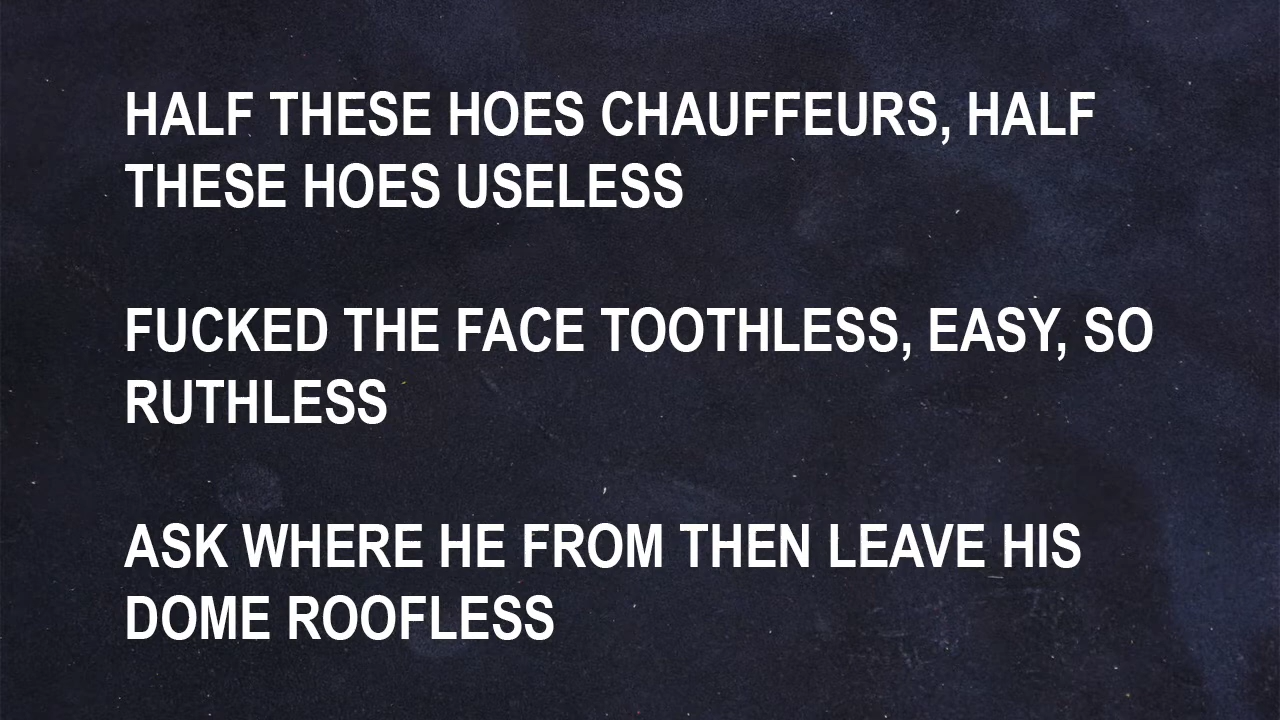 HALF THESE HOES CHAUFFEURS, HALF
THESE HOES USELESS
FUCKED THE FACE TOOTHLESS, EASY, SO
RUTHLESS
ASK WHERE HE FROM THEN LEAVE HIS
DOME ROOFLESS